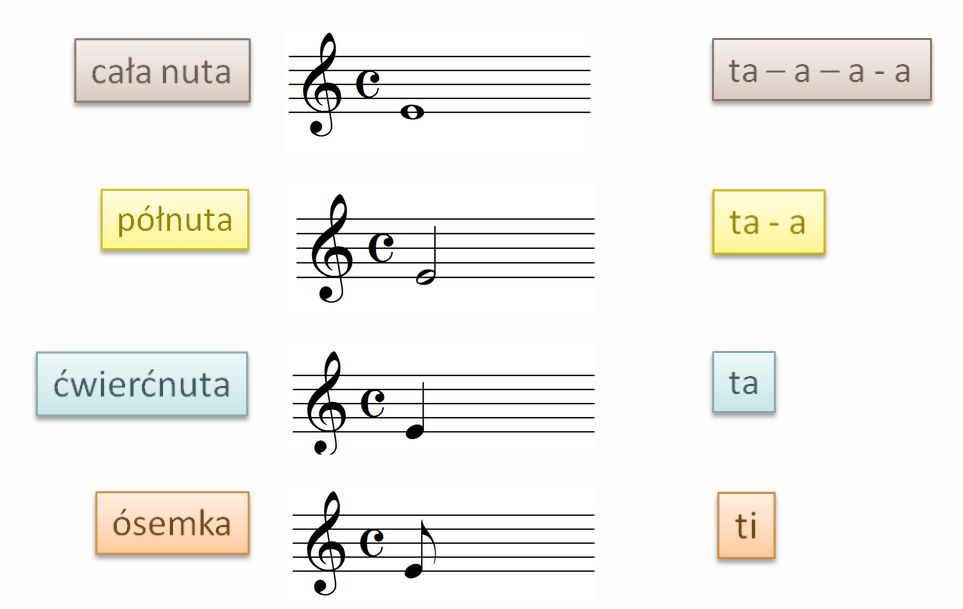 cała nuta
ta – a – a - a
półnuta
ta - a
ćwierćnuta
ta
ósemka
ti